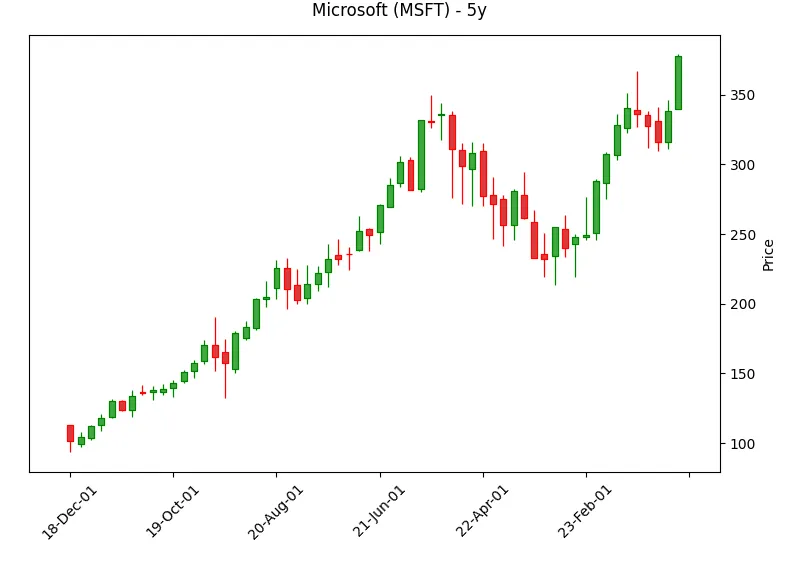 Microsoft (MSFT) - 5y
350
300
250
200
150
100
Price
18-Dec-01
19-Oct-01
20-Aug-01
21-Jun-01
22-Apr-01
23-Feb-01